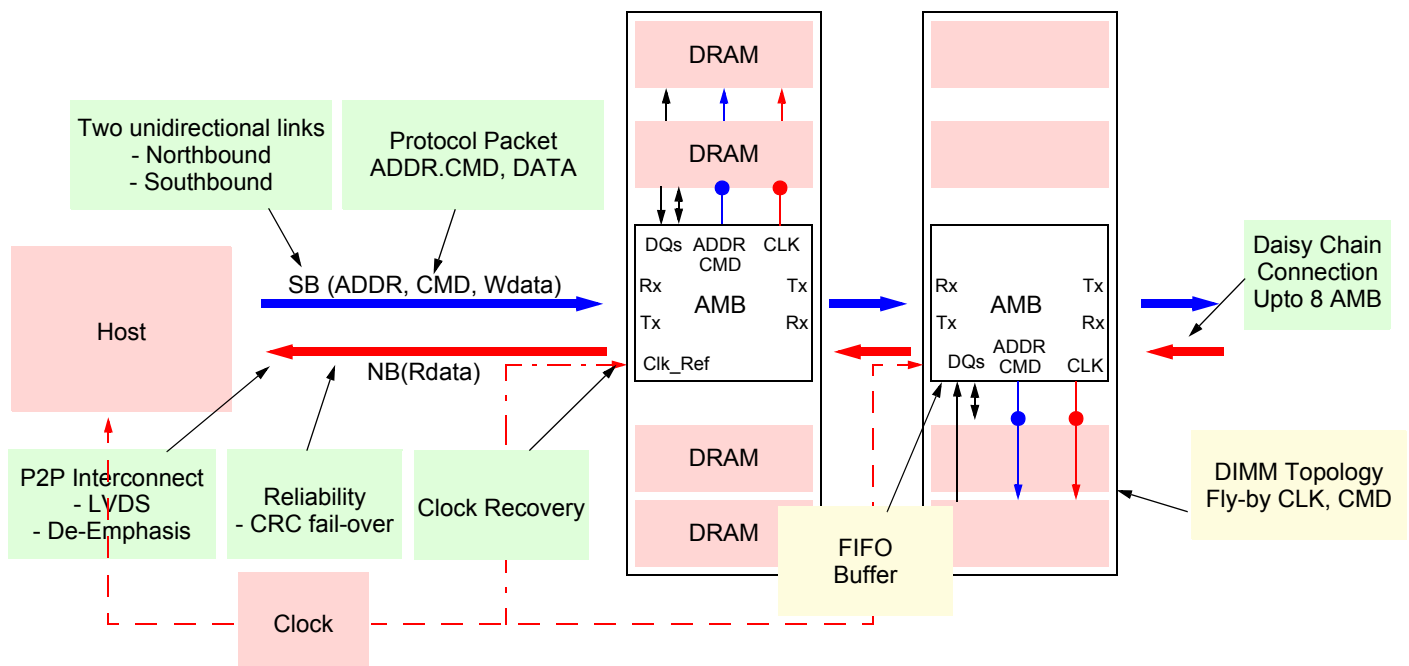 Two unidirectional links
- Northbound
- Southbound
Protocol Packet
ADDR.CMD, DATA
Host
SB (ADDR, CMD, Wdata)
NB(Rdata)
P2P Interconnect
- LVDS
- De-Emphasis
Reliability
- CRC fail-over
Clock Recovery
Clock
DRAM
DRAM
DQs ADDR CLK
CMD
Rx Tx
AMB
Tx Rx
Clk_Ref
DRAM
DRAM
Rx Tx
AMB
Tx Rx
DQs ADDR
CMD CLK
FIFO
Buffer
Daisy Chain
Connection
Upto 8 AMB
DIMM Topology
Fly-by CLK, CMD